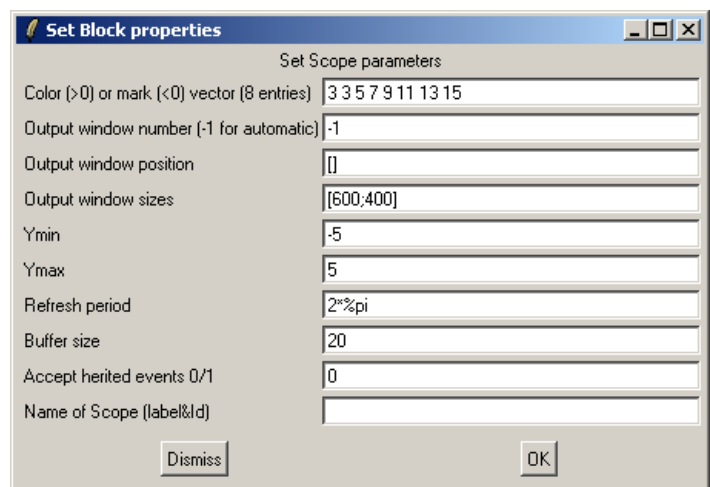 Set Block properties
Set Scope parameters
Color (>0) or mark (<0) vector (8 entries) 3 3 5 7 9 11 13 15
Output window number (-1 for automatic) -1
Output window position []
Output window sizes [600;400]
Ymin -5
Ymax 5
Refresh period 2*%pi
Buffer size 20
Accept herited events 0/1 0
Name of Scope (label&Id)
Dismiss OK